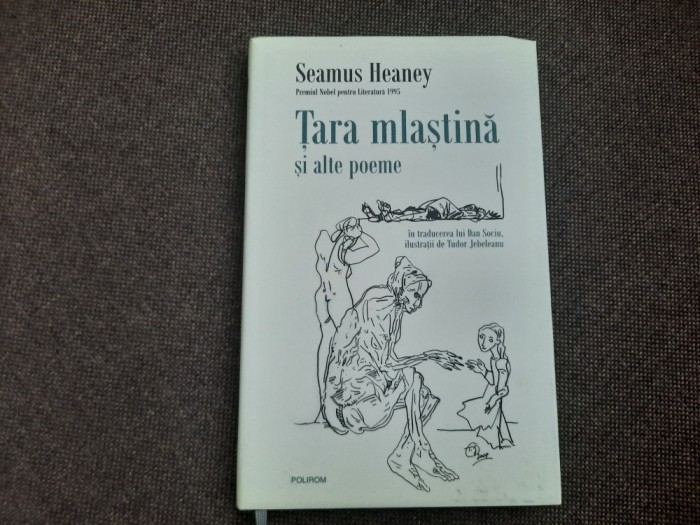 Seamus Heaney
Premiul Nobel pentru Literatură 1995
Țara mlaștină
și alte poeme
în traducerea lui Dan Sociu,
ilustrații de Tudor Jebeleanu
POLIROM